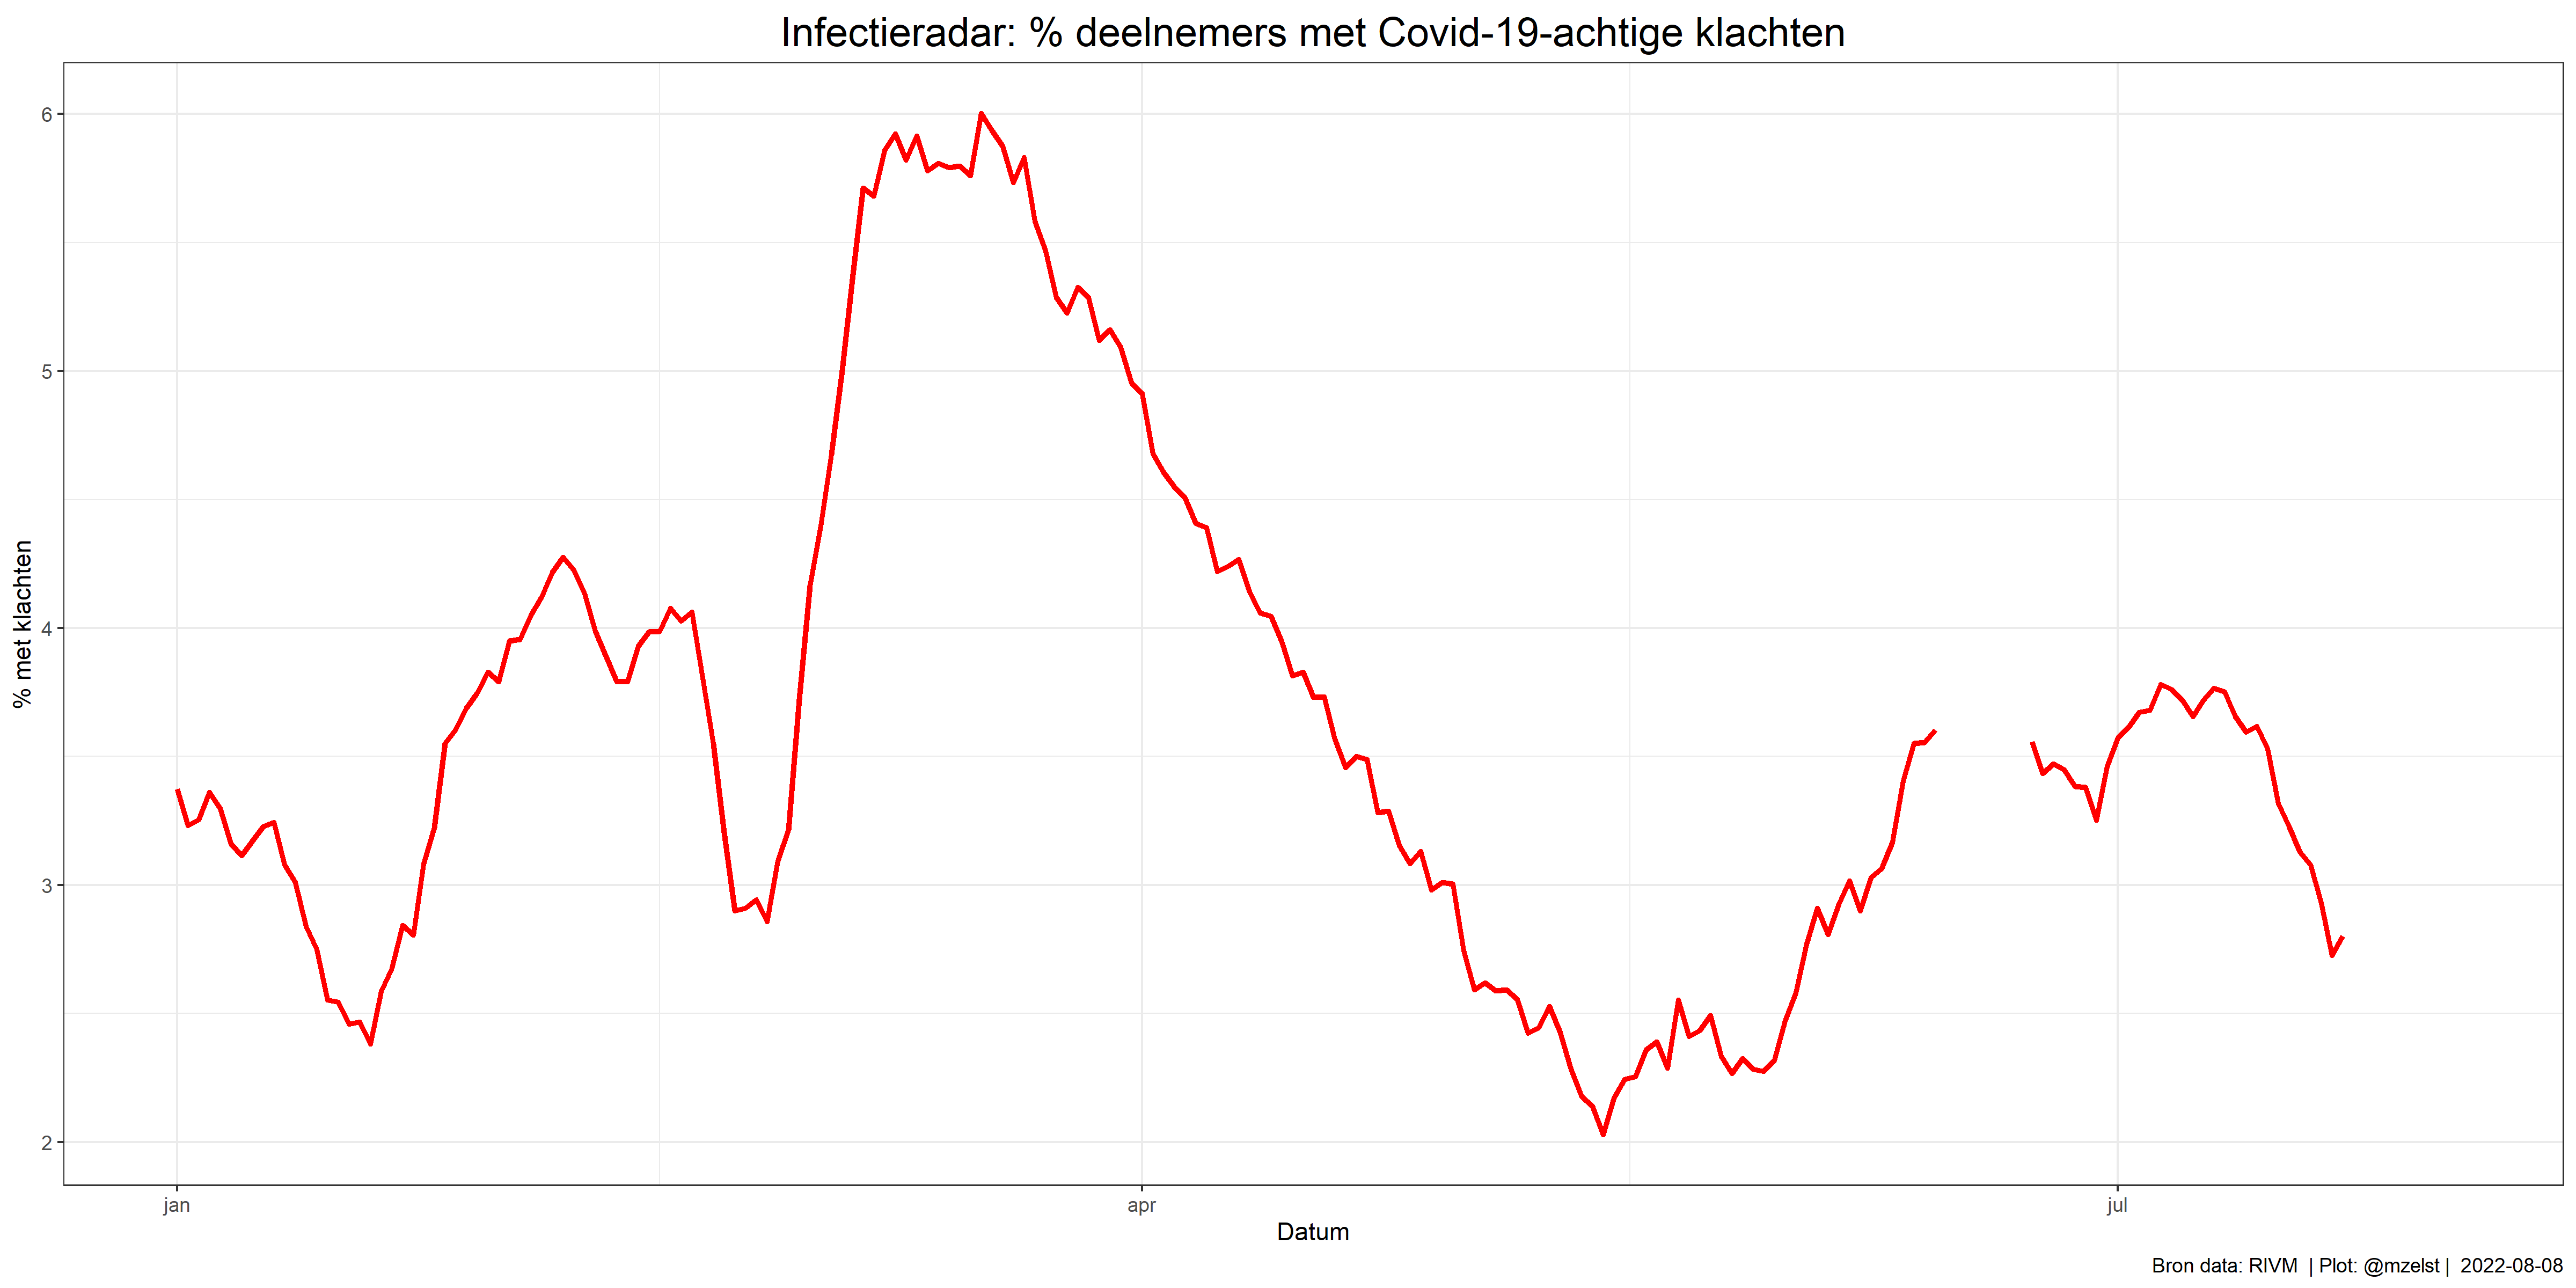 Infectieradar: % deelnemers met Covid-19-achtige klachten
% met klachten
6
5
4
3
2
jan
apr
jul
Datum
Bron data: RIVM | Plot: @mzelst | 2022-08-08